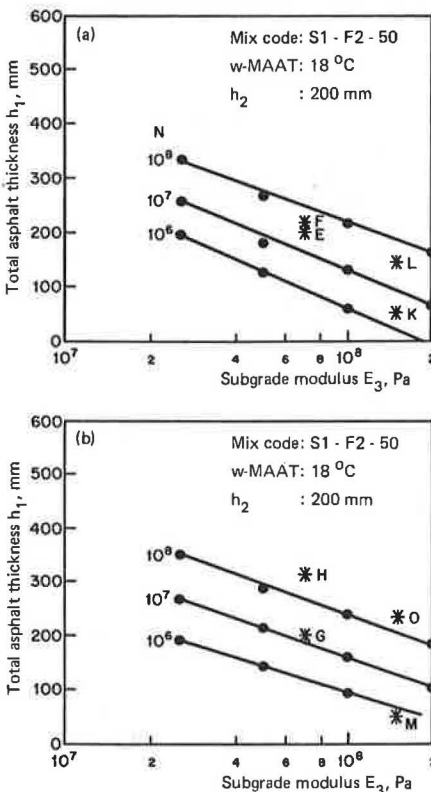 (a)
Mix code: S1 - F2 - 50
w-MAAT: 18 °C
h₂ : 200 mm
Total asphalt thickness h₁, mm
600
500
400
300
200
100
0
N
10⁸
10⁷
10⁶
F
E
L
K
10⁷
2
4
6
8
10⁸
2
Subgrade modulus E₃, Pa
(b)
Mix code: S1 - F2 - 50
w-MAAT: 18 °C
h₂ : 200 mm
Total asphalt thickness h₁, mm
600
500
400
300
200
100
0
10⁸
10⁷
10⁶
H
O
G
M
10⁷
2
4
6
8
10⁸
2
Subgrade modulus E₃, Pa